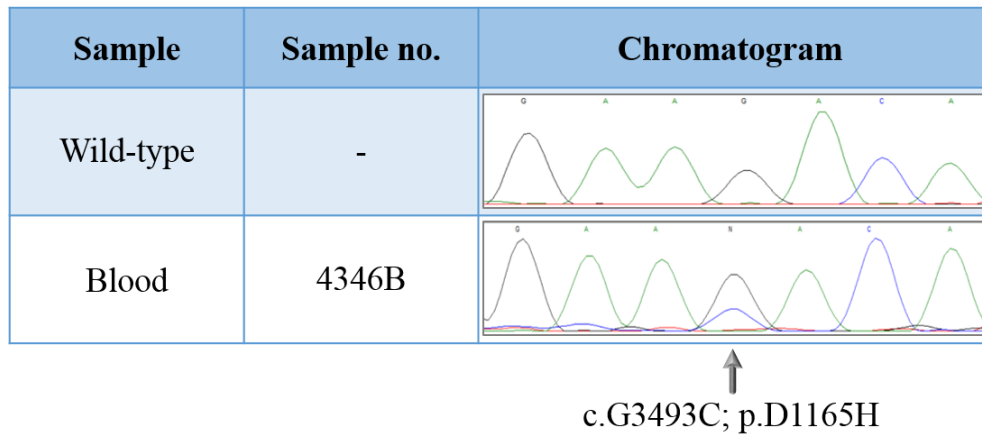 Sample Sample no. Chromatogram
G A A G A C A
Wild-type -
G A A N A C A
Blood 4346B
c.G3493C; p.D1165H